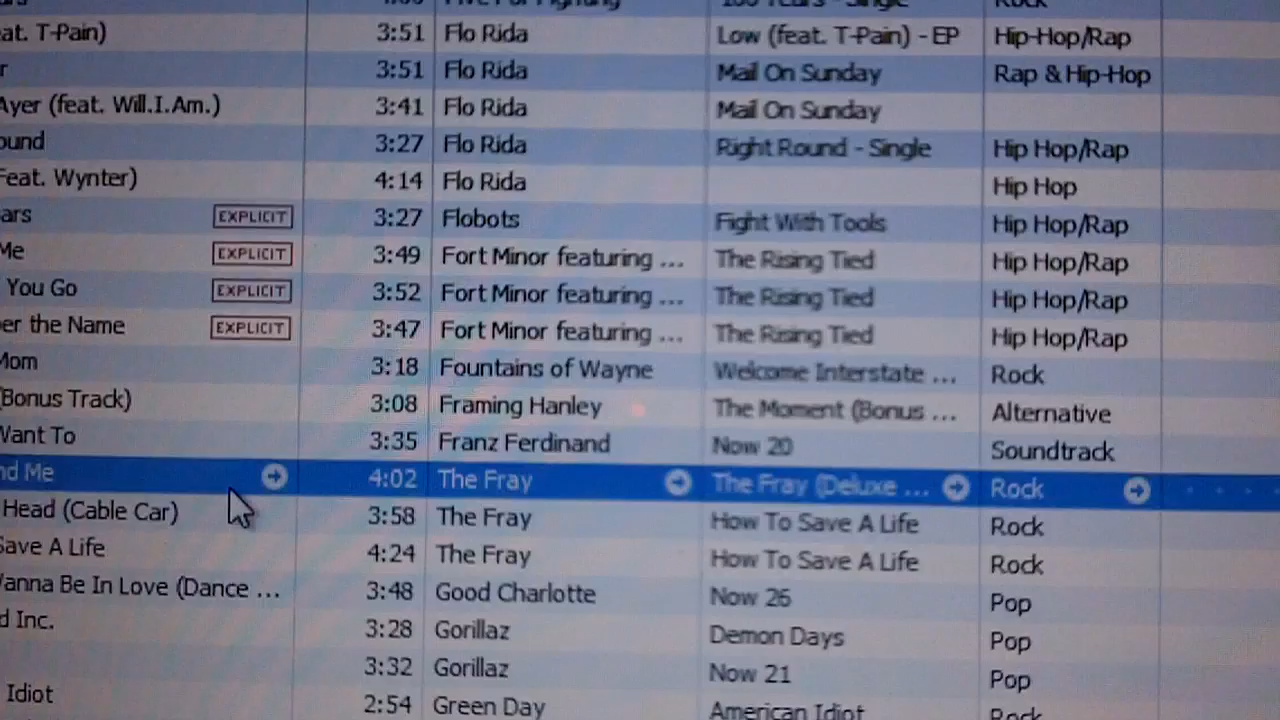 Five For Fighting 100 Years - Single Rock
at. T-Pain) 3:51 Flo Rida Low (feat. T-Pain) - EP Hip-Hop/Rap
r 3:51 Flo Rida Mail On Sunday Rap & Hip-Hop
Ayer (feat. Will.I.Am.) 3:41 Flo Rida Mail On Sunday
ound 3:27 Flo Rida Right Round - Single Hip Hop/Rap
Feat. Wynter) 4:14 Flo Rida Hip Hop
ars EXPLICIT 3:27 Flobots Fight With Tools Hip Hop/Rap
Me EXPLICIT 3:49 Fort Minor featuring ... The Rising Tied Hip Hop/Rap
You Go EXPLICIT 3:52 Fort Minor featuring ... The Rising Tied Hip Hop/Rap
er the Name EXPLICIT 3:47 Fort Minor featuring ... The Rising Tied Hip Hop/Rap
Mom 3:18 Fountains of Wayne Welcome Interstate ... Rock
(Bonus Track) 3:08 Framing Hanley The Moment (Bonus ... Alternative
Want To 3:35 Franz Ferdinand Now 20 Soundtrack
nd Me 4:02 The Fray The Fray (Deluxe ... Rock
Head (Cable Car) 3:58 The Fray How To Save A Life Rock
Save A Life 4:24 The Fray How To Save A Life Rock
Wanna Be In Love (Dance ... 3:48 Good Charlotte Now 26 Pop
d Inc. 3:28 Gorillaz Demon Days Pop
3:32 Gorillaz Now 21 Pop
Idiot 2:54 Green Day American Idiot Rock